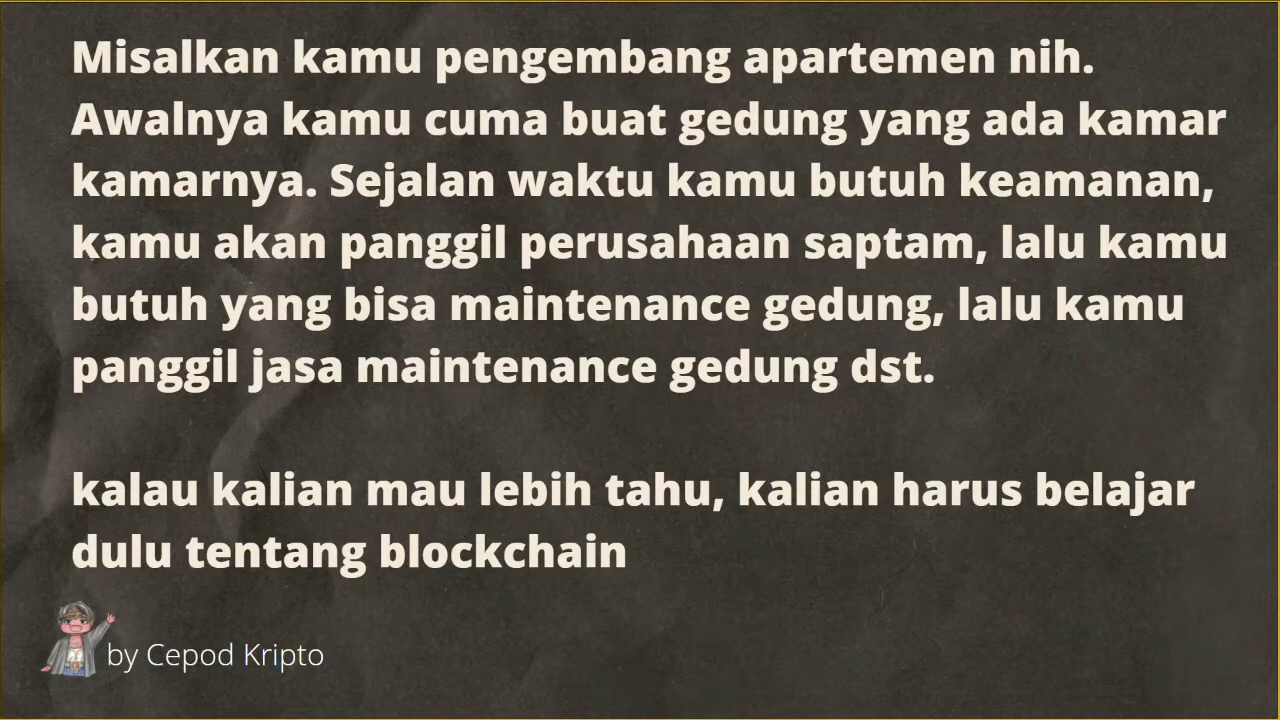 Misalkan kamu pengembang apartemen nih.
Awalnya kamu cuma buat gedung yang ada kamar
kamarnya. Sejalan waktu kamu butuh keamanan,
kamu akan panggil perusahaan saptam, lalu kamu
butuh yang bisa maintenance gedung, lalu kamu
panggil jasa maintenance gedung dst.
kalau kalian mau lebih tahu, kalian harus belajar
dulu tentang blockchain
by Cepod Kripto